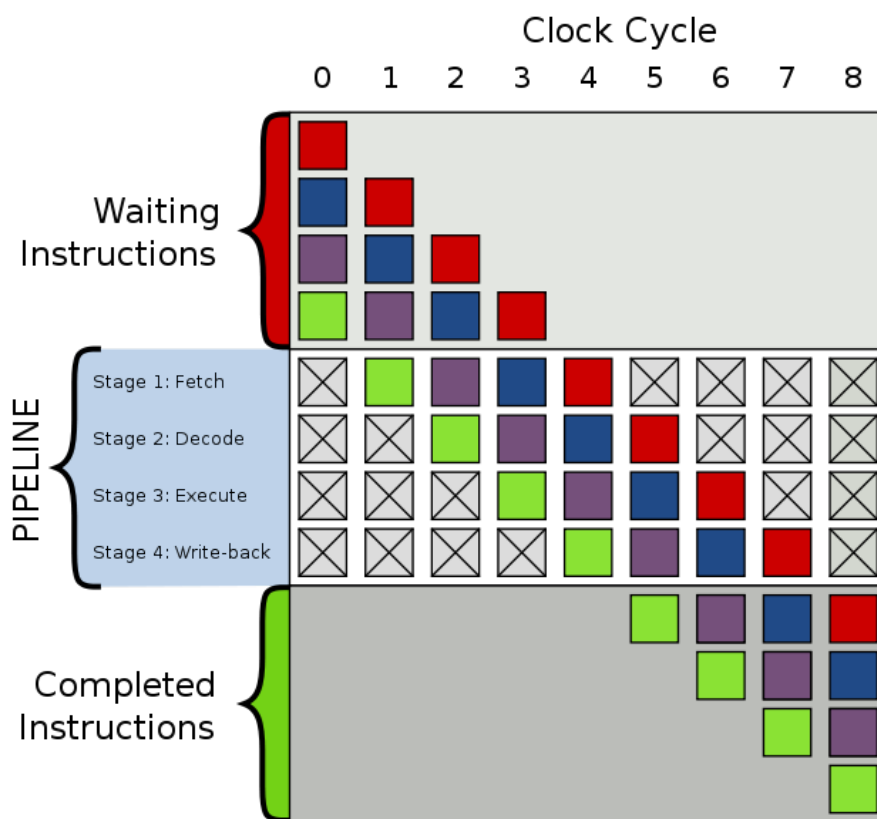 Clock Cycle
0 1 2 3 4 5 6 7 8
Waiting
Instructions
PIPELINE
Stage 1: Fetch
Stage 2: Decode
Stage 3: Execute
Stage 4: Write-back
Completed
Instructions